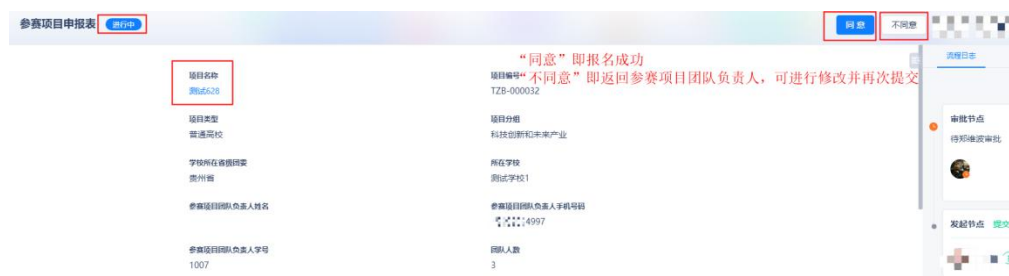 参赛项目申报表 进行中 同意 不同意
“同意”即报名成功 流程日志
项目名称 项目编号“不同意”即返回参赛项目团队负责人，可进行修改并再次提交
测试628 TZB-000032
项目类型 项目分组 审批节点
普通高校 科技创新和未来产业 待郑维波审批
学校所在省级团委 所在学校
贵州省 测试学校1
参赛项目团队负责人姓名 参赛项目团队负责人手机号码
4997 发起节点 提交
参赛项目团队负责人学号 团队人数
1007 3